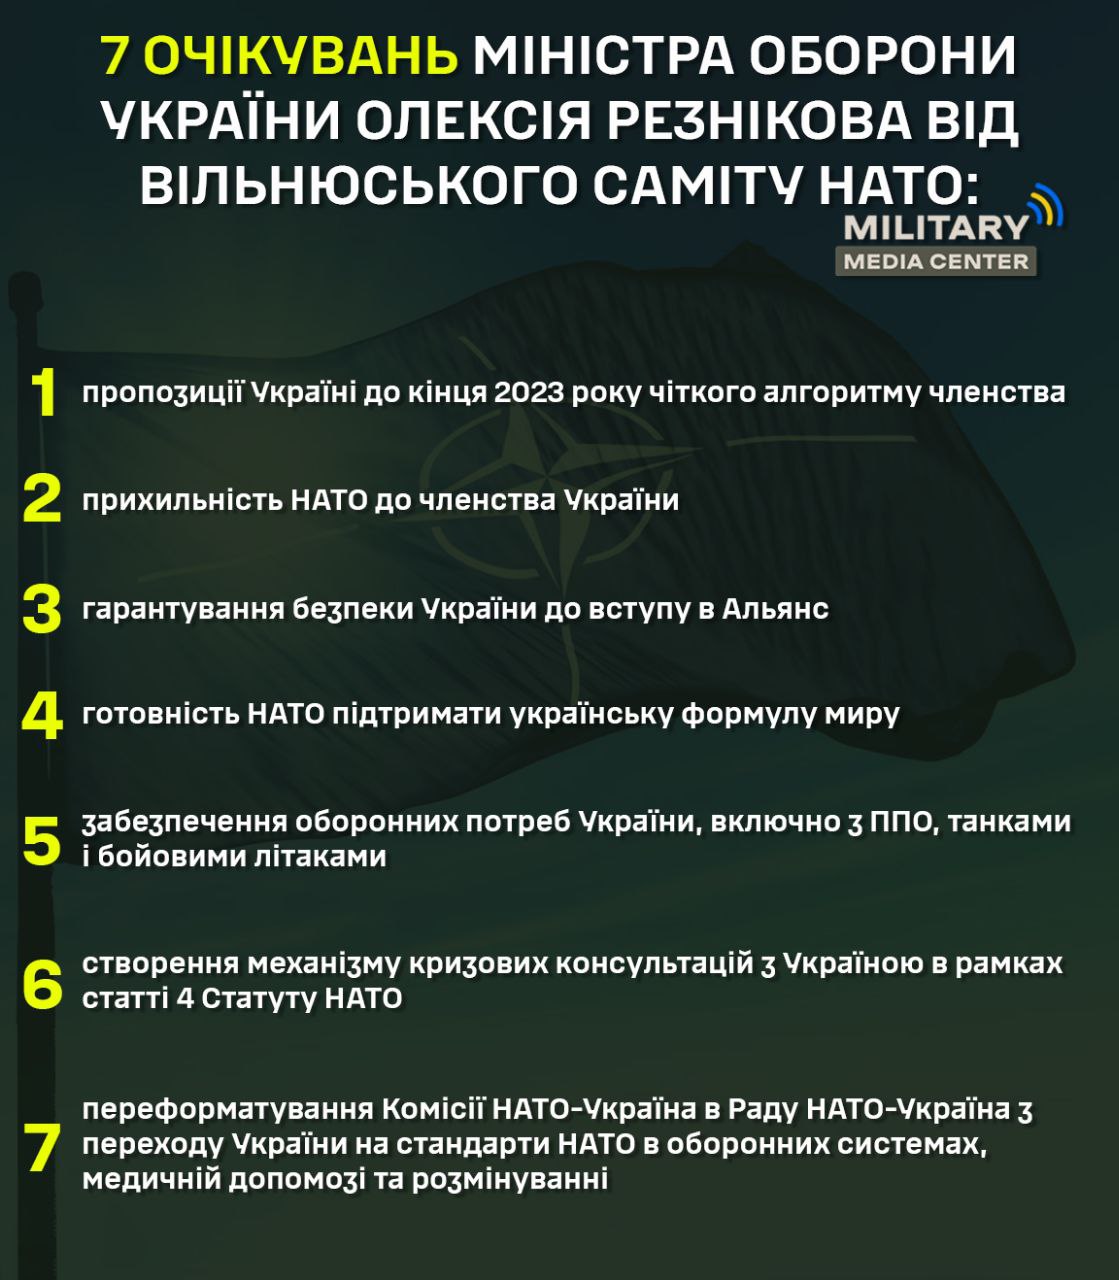 7 ОЧІКУВАНЬ МІНІСТРА ОБОРОНИ
УКРАЇНИ ОЛЕКСІЯ РЕЗНІКОВА ВІД
ВІЛЬНЮСЬКОГО САМІТУ НАТО:
MILITARY
MEDIA CENTER
1 пропозиції Україні до кінця 2023 року чіткого алгоритму членства
2 прихильність НАТО до членства України
3 гарантування безпеки України до вступу в Альянс
4 готовність НАТО підтримати українську формулу миру
5 забезпечення оборонних потреб України, включно з ППО, танками
і бойовими літаками
6 створення механізму кризових консультацій з Україною в рамках
статті 4 Статуту НАТО
7 переформатування Комісії НАТО-Україна в Раду НАТО-Україна з
переходу України на стандарти НАТО в оборонних системах,
медичній допомозі та розмінуванні